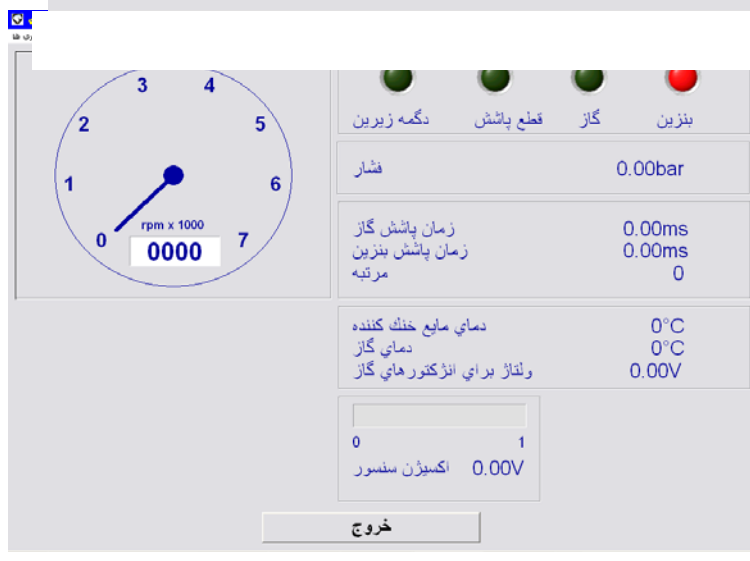 3 4
2 5
1 6
0 7
rpm x 1000
0000
دگمه زیرین قطع پاشش گاز بنزین
فشار 0.00bar
زمان پاشش گاز 0.00ms
زمان پاشش بنزین 0.00ms
مرتبه 0
دماي مايع خنك كننده 0°C
دماي گاز 0°C
ولتاژ براي انژكتورهاي گاز 0.00V
0 1
اکسیژن سنسور 0.00V
خروج